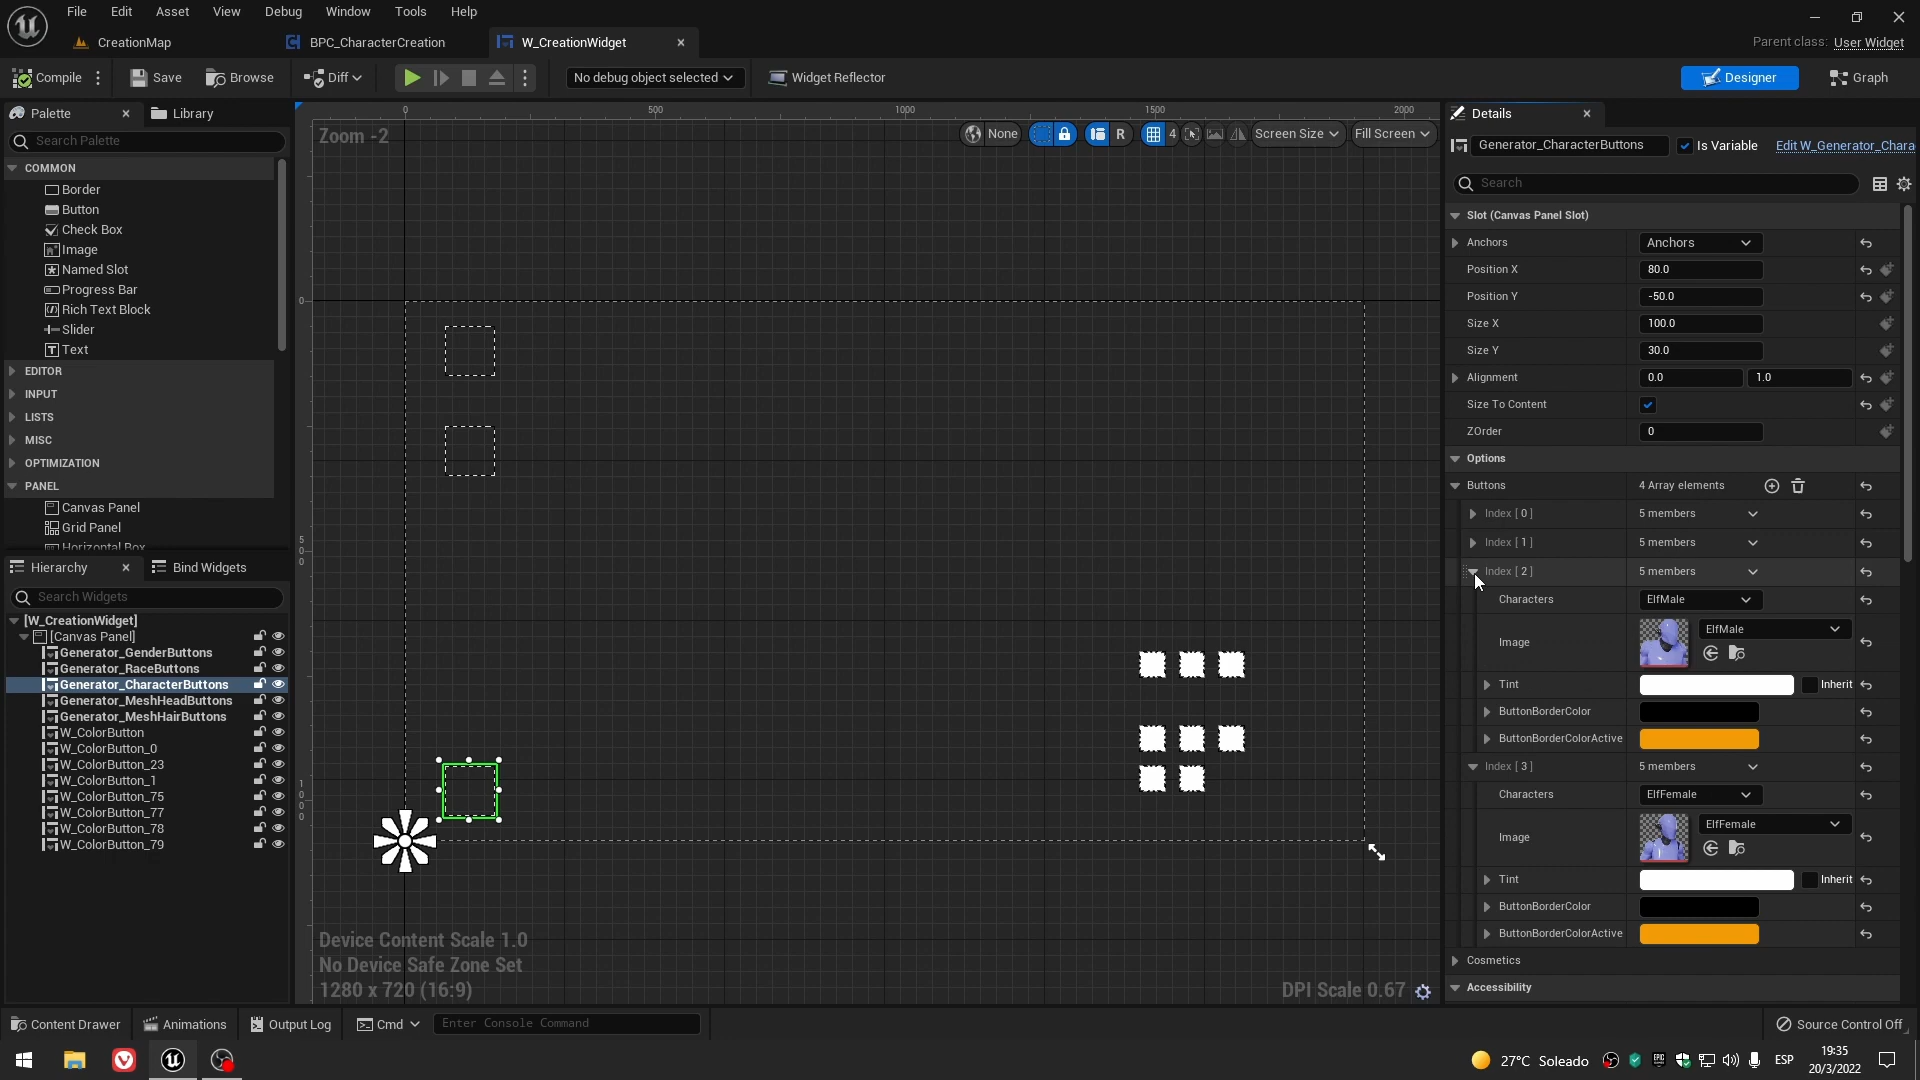 File Edit Asset View Debug Window Tools Help
CreationMap
BPC_CharacterCreation
W_CreationWidget
Parent class: User Widget
Compile
Save
Browse
Diff
No debug object selected
Widget Reflector
Designer
Graph
Palette
Library
Search Palette
COMMON
Border
Button
Check Box
Image
Named Slot
Progress Bar
Rich Text Block
Slider
Text
EDITOR
INPUT
LISTS
MISC
OPTIMIZATION
PANEL
Canvas Panel
Grid Panel
Horizontal Box
Hierarchy
Bind Widgets
Search Widgets
[W_CreationWidget]
[Canvas Panel]
Generator_GenderButtons
Generator_RaceButtons
Generator_CharacterButtons
Generator_MeshHeadButtons
Generator_MeshHairButtons
W_ColorButton
W_ColorButton_0
W_ColorButton_23
W_ColorButton_1
W_ColorButton_75
W_ColorButton_77
W_ColorButton_78
W_ColorButton_79
0 500 1000 1500 2000
Zoom -2
None
R
4
Screen Size
Fill Screen
0
500
1000
Device Content Scale 1.0
No Device Safe Zone Set
1280 x 720 (16:9)
DPI Scale 0.67
Details
Generator_CharacterButtons
Is Variable
Edit W_Generator_Chara
Search
Slot (Canvas Panel Slot)
Anchors Anchors
Position X 80.0
Position Y -50.0
Size X 100.0
Size Y 30.0
Alignment 0.0 1.0
Size To Content
ZOrder 0
Options
Buttons 4 Array elements
Index [ 0 ] 5 members
Index [ 1 ] 5 members
Index [ 2 ] 5 members
Characters ElfMale
Image ElfMale
Tint Inherit
ButtonBorderColor
ButtonBorderColorActive
Index [ 3 ] 5 members
Characters ElfFemale
Image ElfFemale
Tint Inherit
ButtonBorderColor
ButtonBorderColorActive
Cosmetics
Accessibility
Content Drawer
Animations
Output Log
Cmd
Enter Console Command
Source Control Off
27°C Soleado
EPIC
ESP
19:35
20/3/2022